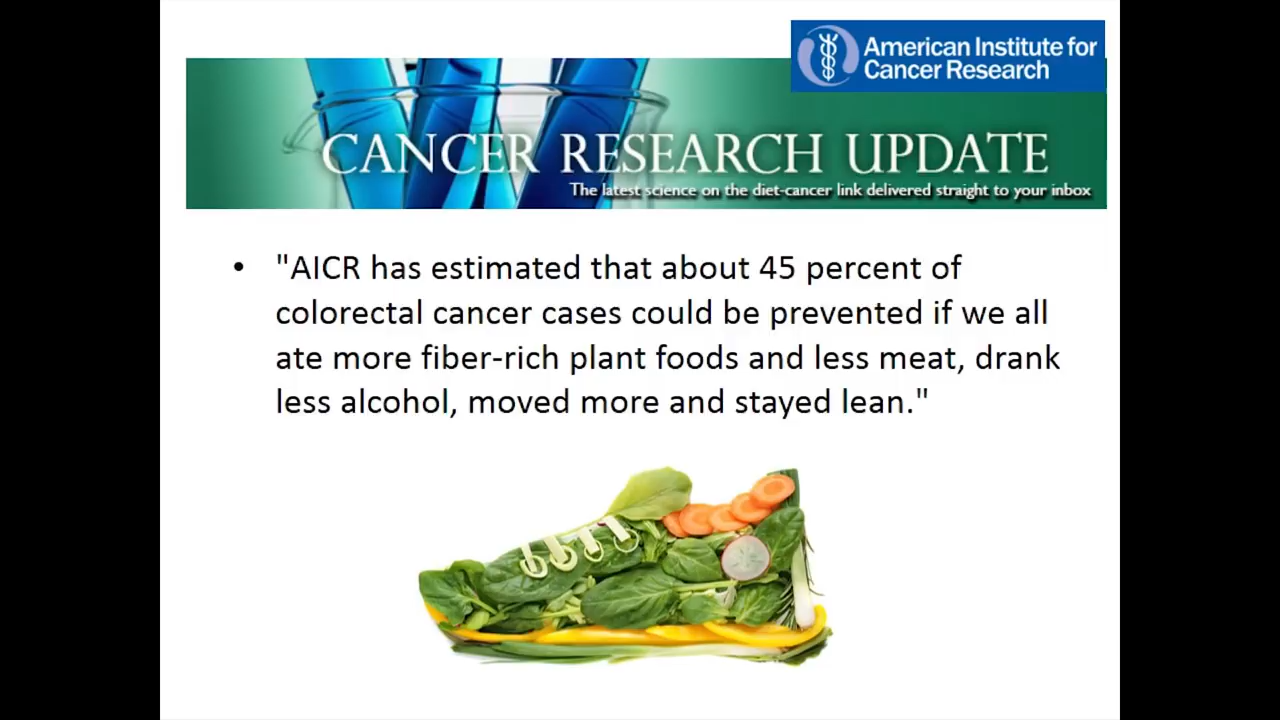 American Institute for
Cancer Research
CANCER RESEARCH UPDATE
The latest science on the diet-cancer link delivered straight to your inbox
• "AICR has estimated that about 45 percent of
colorectal cancer cases could be prevented if we all
ate more fiber-rich plant foods and less meat, drank
less alcohol, moved more and stayed lean."